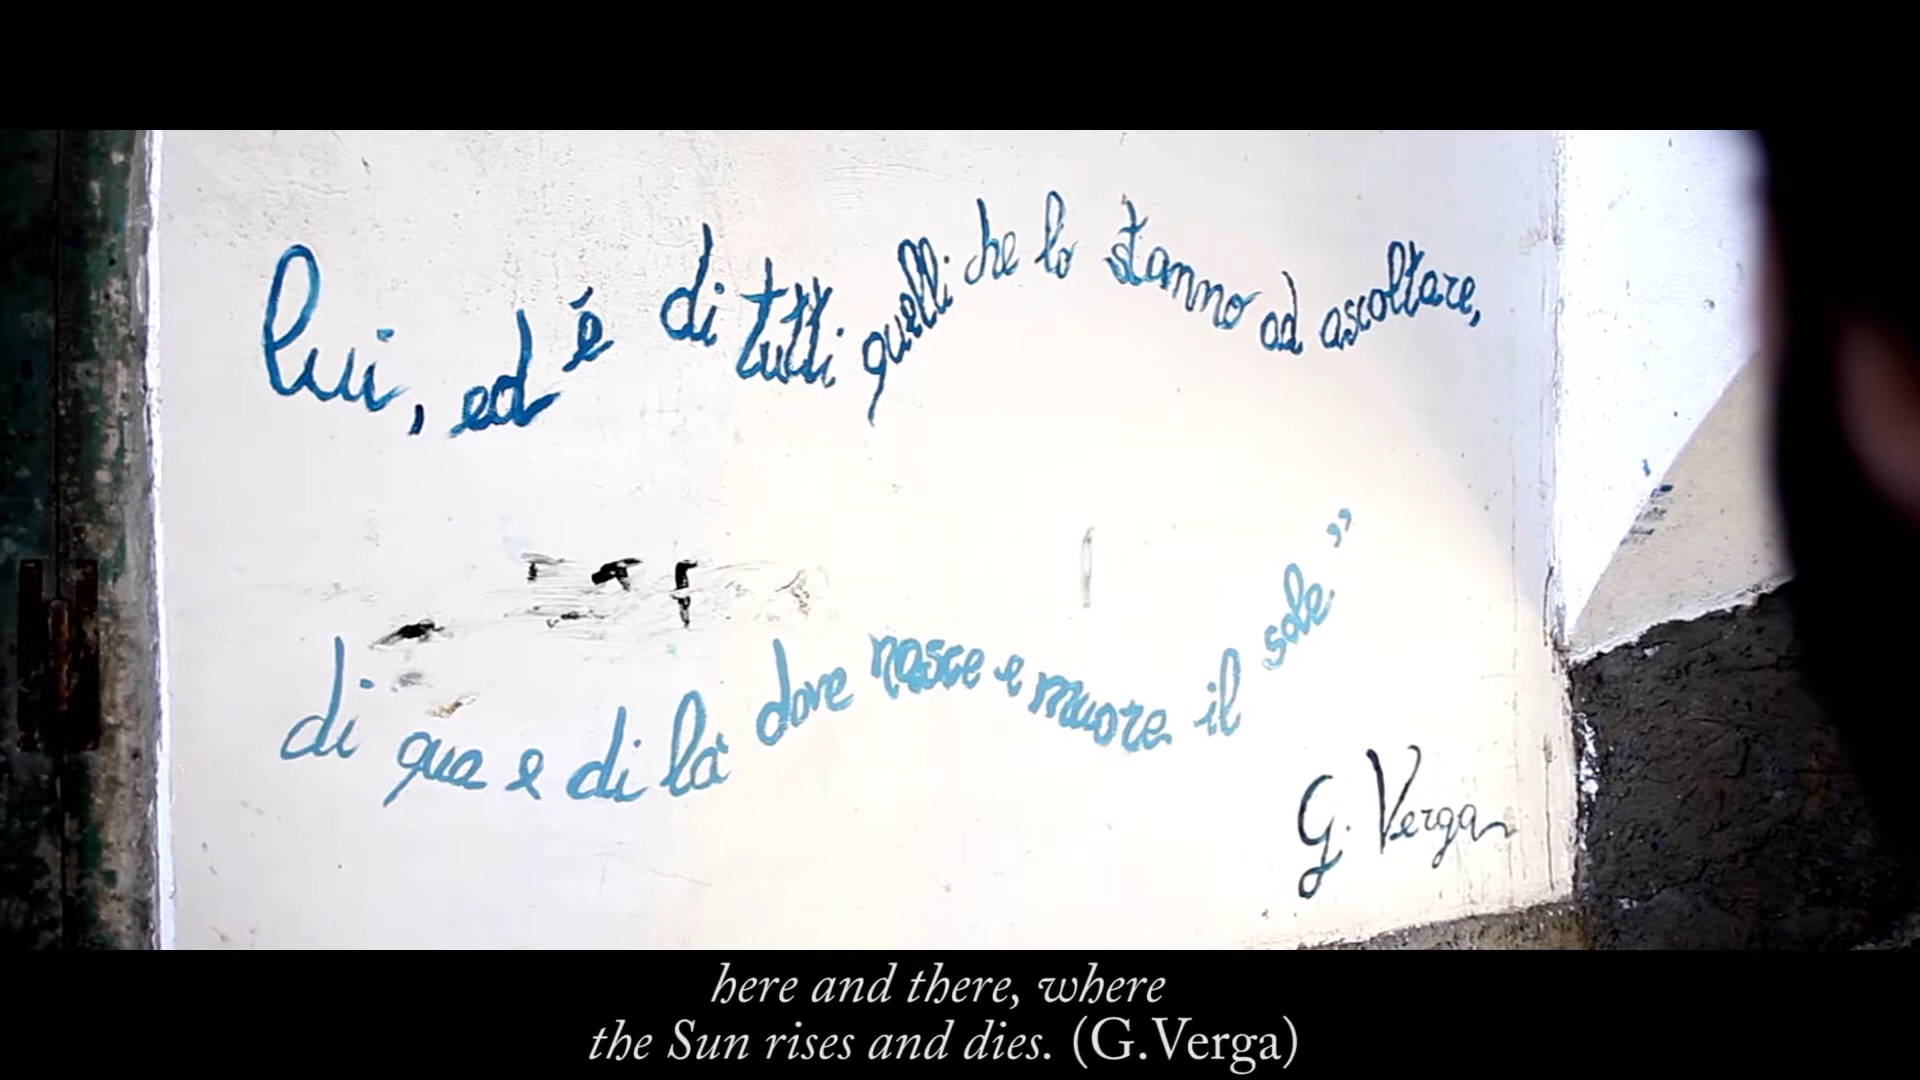 lui, ed é di tutti quelli che lo stanno ad ascoltare,
di qua e di là dove nasce e muore il sole."
G. Verga
here and there, where
the Sun rises and dies. (G.Verga)